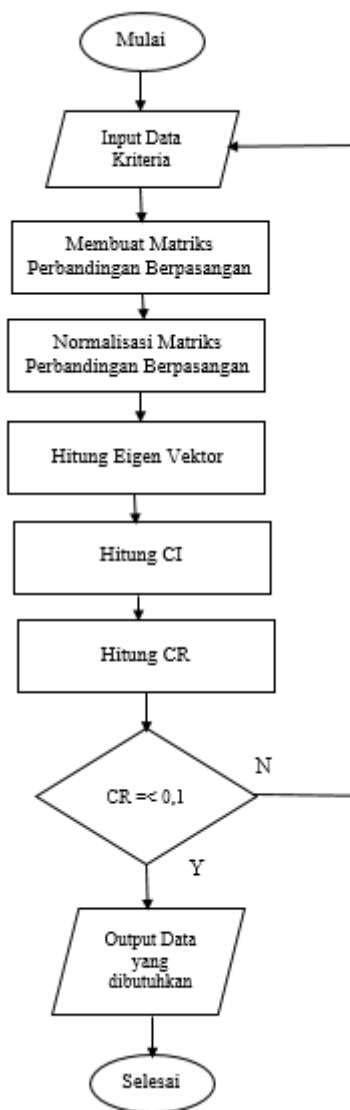 Mulai
Input Data
Kriteria
Membuat Matriks
Perbandingan Berpasangan
Normalisasi Matriks
Perbandingan Berpasangan
Hitung Eigen Vektor
Hitung CI
Hitung CR
CR =< 0,1
N
Y
Output Data
yang
dibutuhkan
Selesai